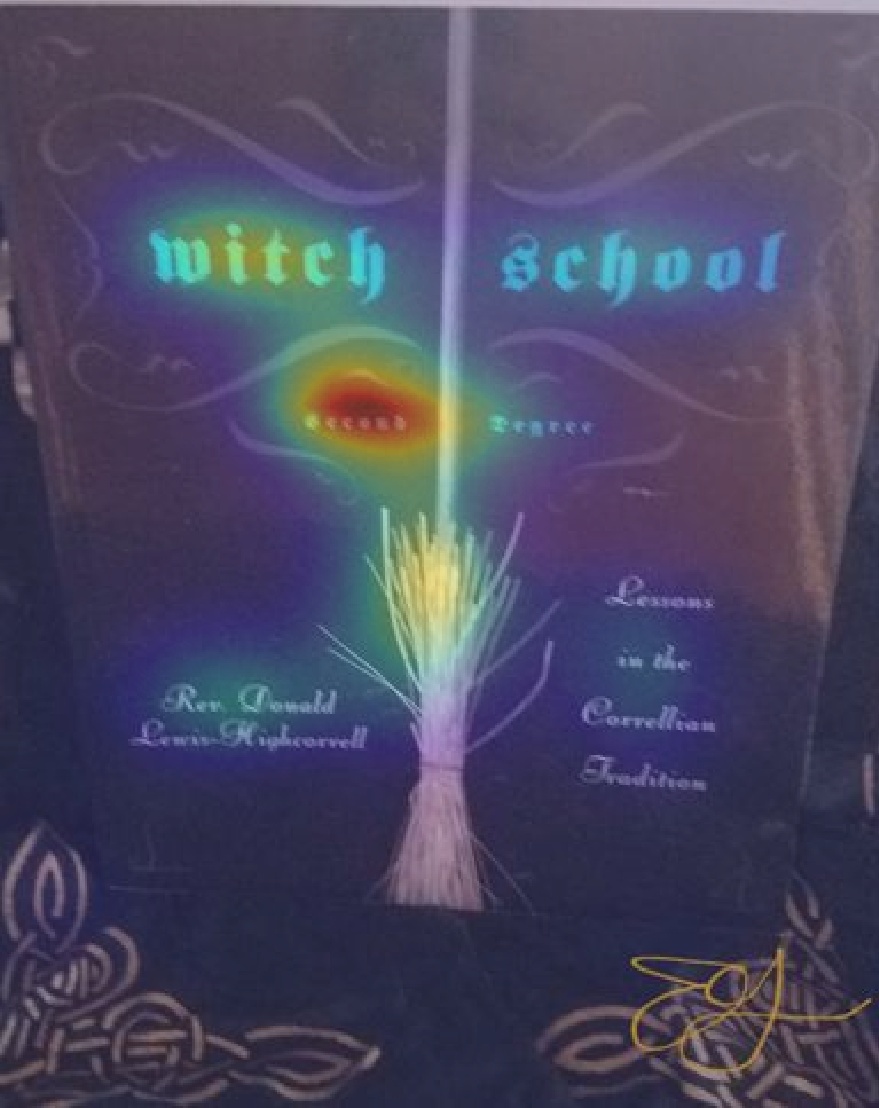 witch school
Second Degree
Lessons
in the
Correllian
Tradition
Rev. Donald
Lewis-Highcorrell